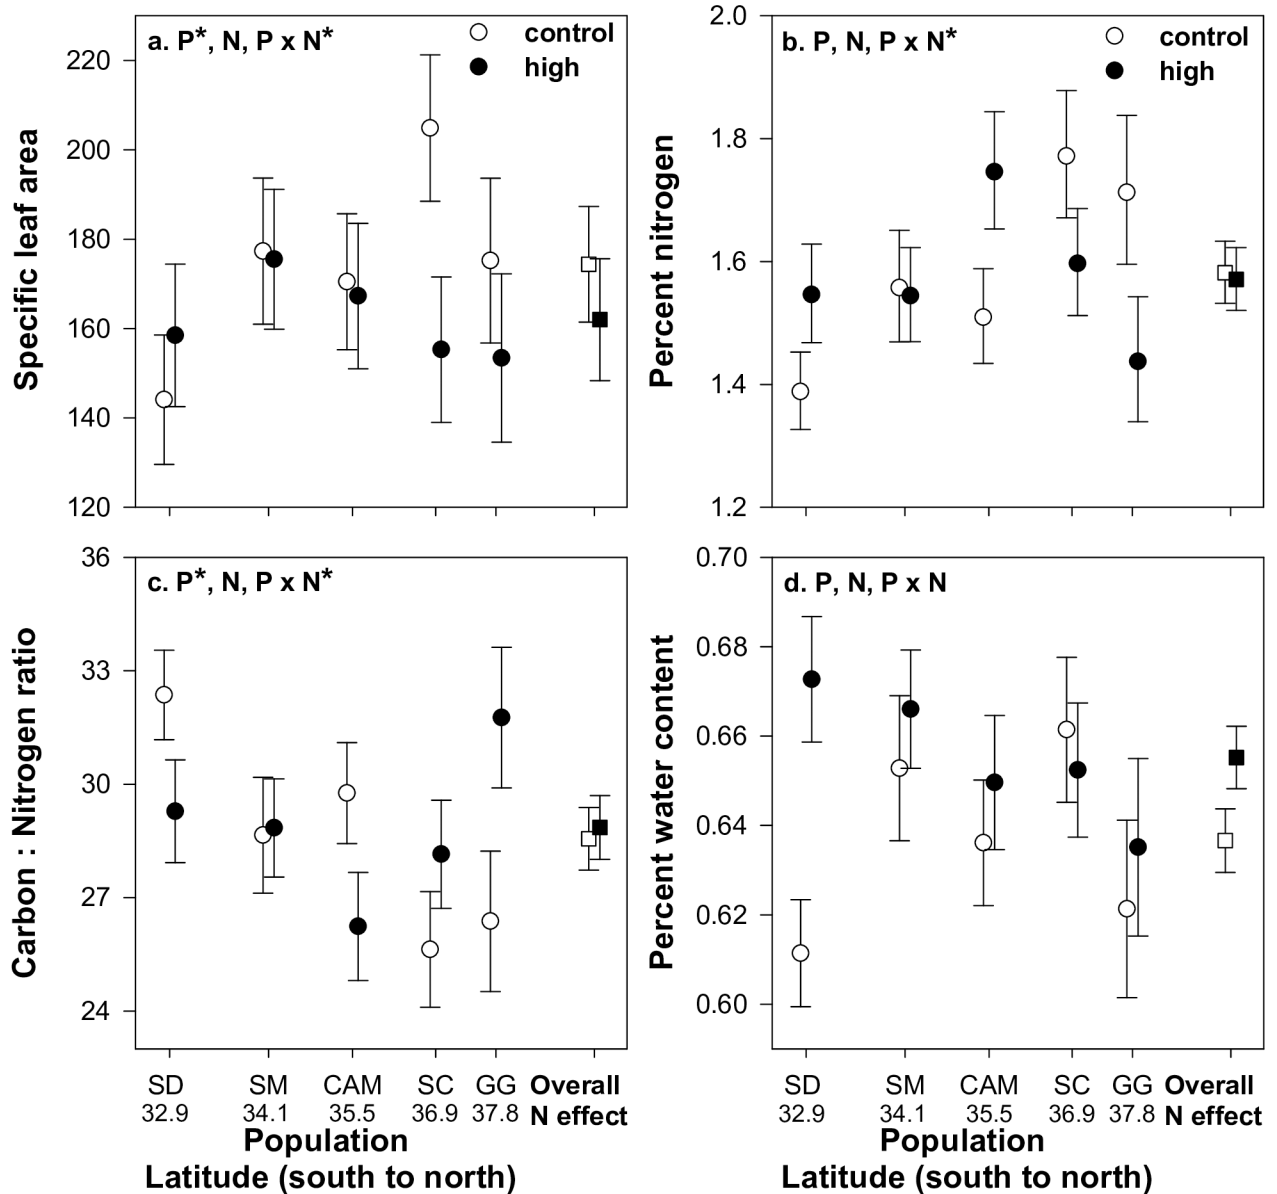 a. P*, N, P x N*
control
high
220
200
180
160
140
120
Specific leaf area
b. P, N, P x N*
control
high
2.0
1.8
1.6
1.4
1.2
Percent nitrogen
c. P*, N, P x N*
36
33
30
27
24
Carbon : Nitrogen ratio
d. P, N, P x N
0.70
0.68
0.66
0.64
0.62
0.60
Percent water content
SD SM CAM SC GG Overall
32.9 34.1 35.5 36.9 37.8 N effect
Population
Latitude (south to north)
SD SM CAM SC GG Overall
32.9 34.1 35.5 36.9 37.8 N effect
Population
Latitude (south to north)